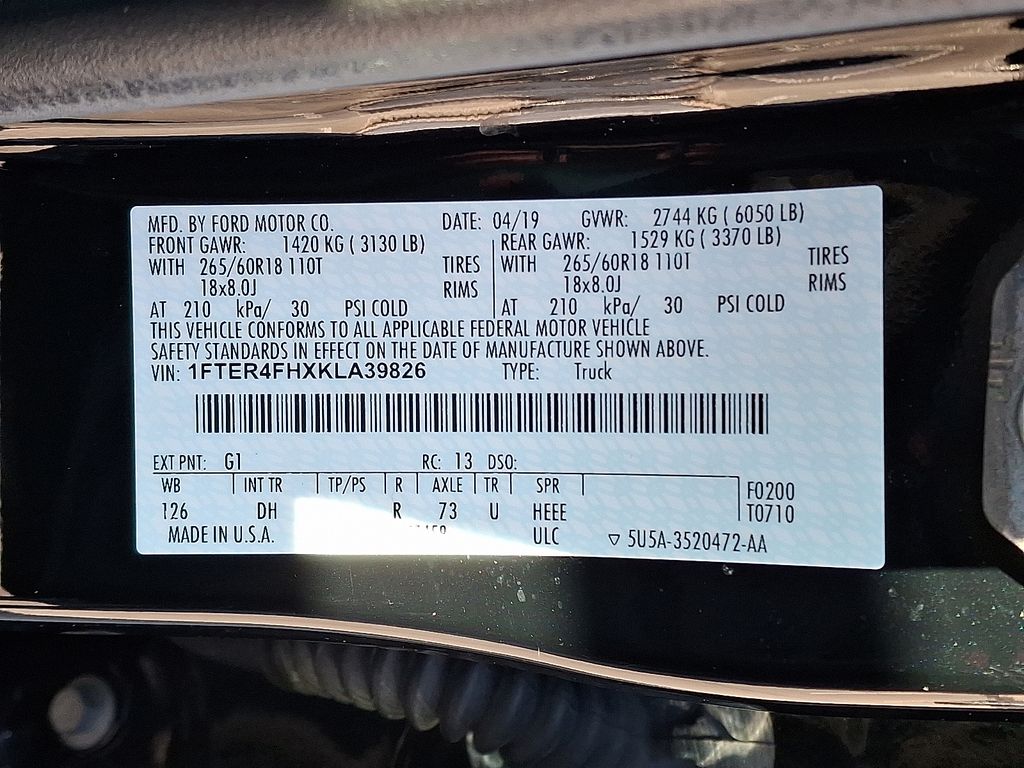 MFD. BY FORD MOTOR CO. DATE: 04/19 GVWR: 2744 KG ( 6050 LB)
FRONT GAWR: 1420 KG ( 3130 LB) REAR GAWR: 1529 KG ( 3370 LB)
WITH 265/60R18 110T TIRES WITH 265/60R18 110T TIRES
18x8.0J RIMS 18x8.0J RIMS
AT 210 kPa/ 30 PSI COLD AT 210 kPa/ 30 PSI COLD
THIS VEHICLE CONFORMS TO ALL APPLICABLE FEDERAL MOTOR VEHICLE
SAFETY STANDARDS IN EFFECT ON THE DATE OF MANUFACTURE SHOWN ABOVE.
VIN: 1FTER4FHXKLA39826 TYPE: Truck
EXT PNT: G1 RC: 13 DSO:
WB INT TR TP/PS R AXLE TR SPR
126 DH R 73 U HEEE F0200
T0710
MADE IN U.S.A. ULC ▽ 5U5A-3520472-AA